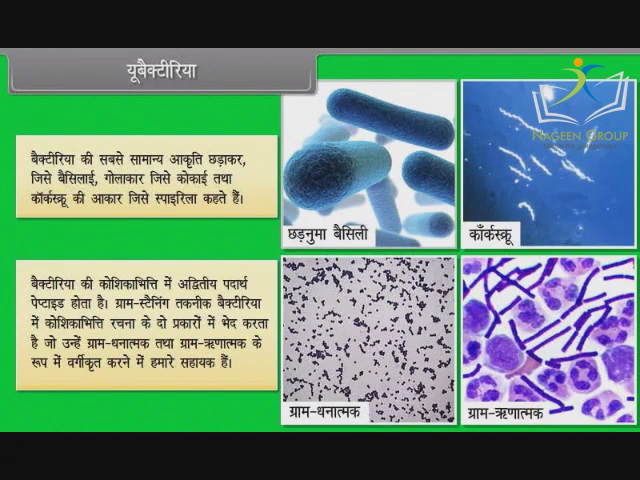 यूबैक्टीरिया
NAGEEN GROUP
बैक्टीरिया की सबसे सामान्य आकृति छड़ाकर,
जिसे बैसिलाई, गोलाकार जिसे कोकाई तथा
कॉर्कस्क्रू की आकार जिसे स्पाइरिला कहते हैं।
छड़नुमा बैसिली
कॉंर्कस्क्रू
बैक्टीरिया की कोशिकाभित्ति में अद्वितीय पदार्थ
पेप्टाइड होता है। ग्राम-स्टैनिंग तकनीक बैक्टीरिया
में कोशिकाभित्ति रचना के दो प्रकारों में भेद करता
है जो उन्हें ग्राम-धनात्मक तथा ग्राम-ऋणात्मक के
रूप में वर्गीकृत करने में हमारे सहायक हैं।
ग्राम-धनात्मक
ग्राम-ऋणात्मक